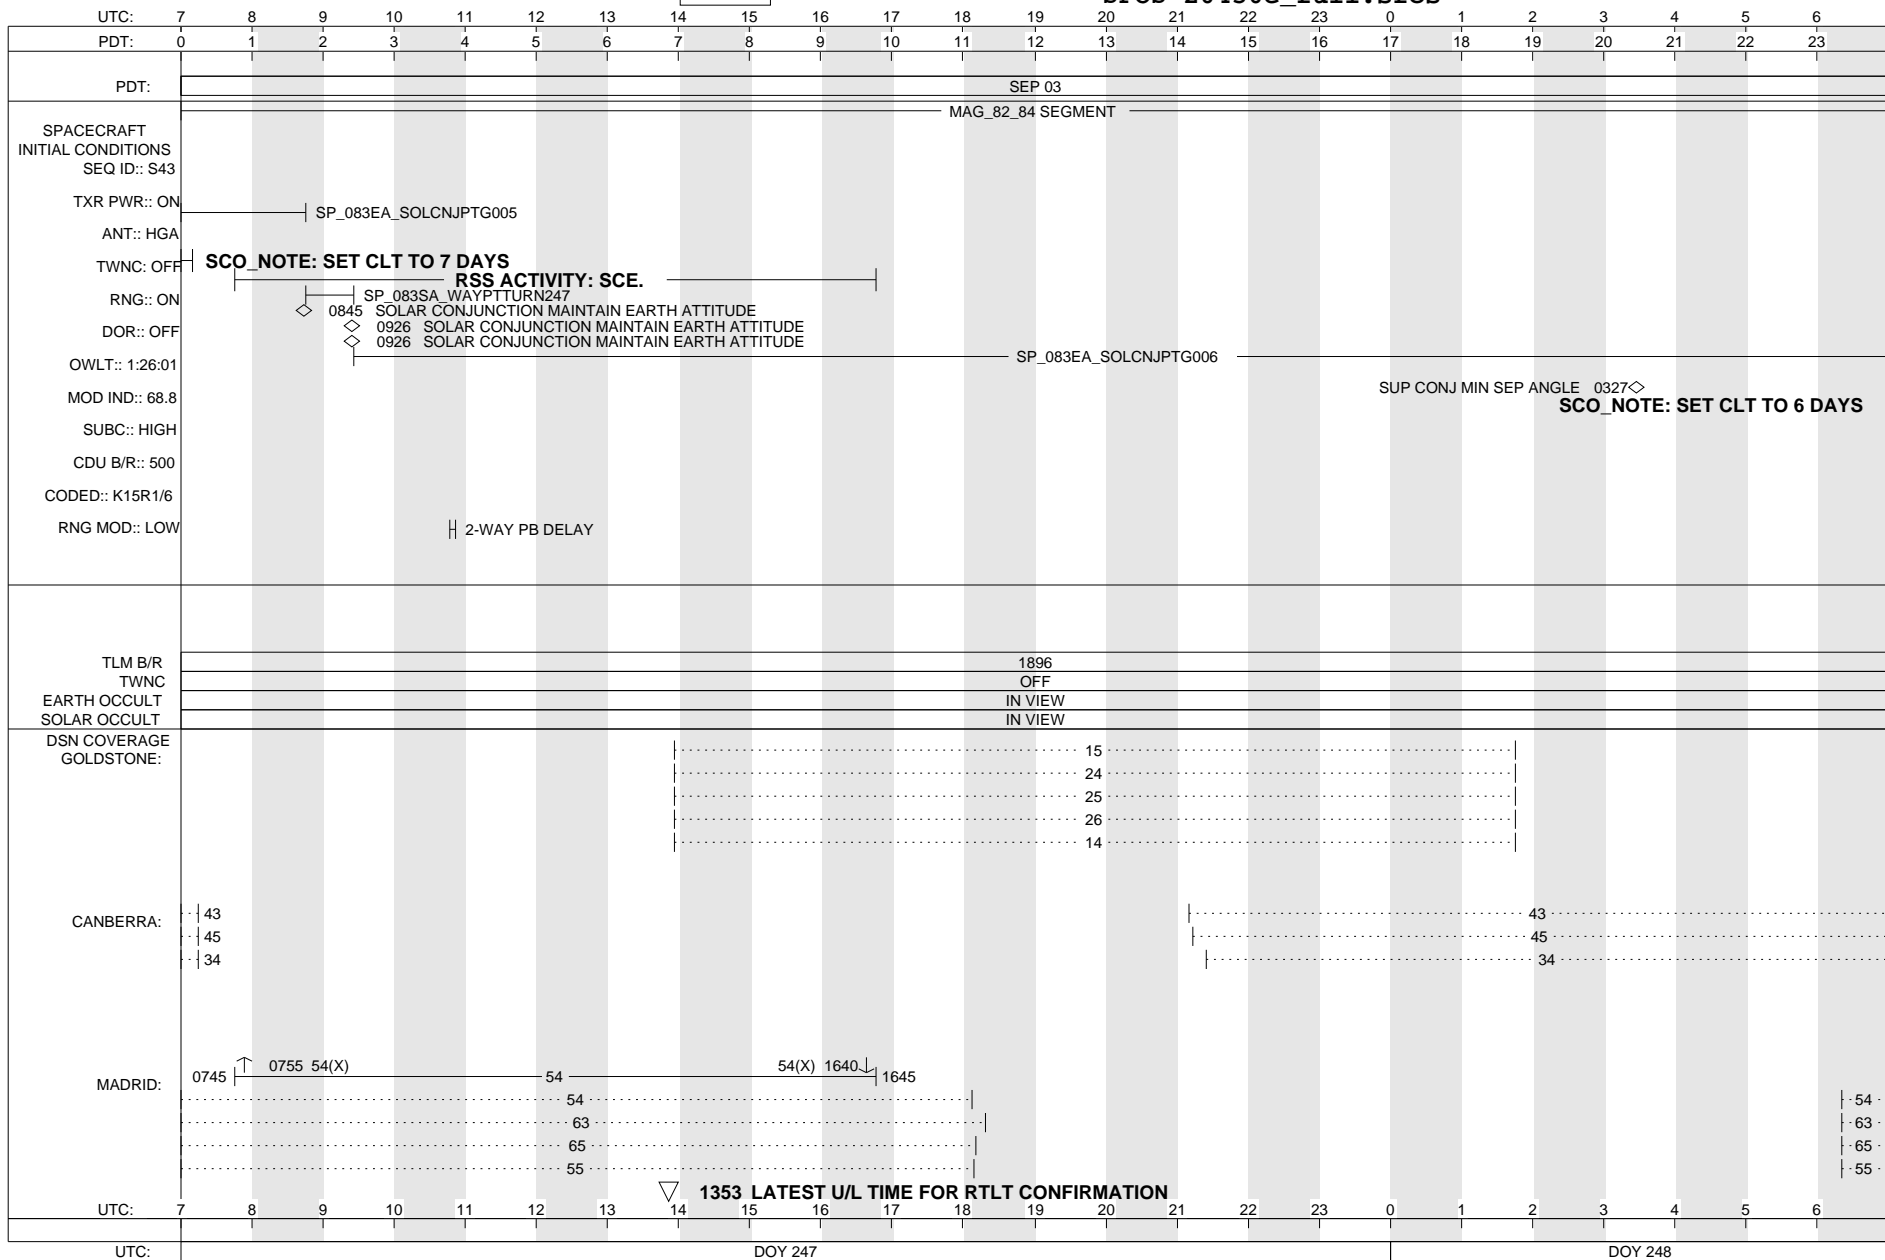 UTC: 7 8 9 10 11 12 13 14 15 16 17 18 19 20 21 22 23 0 1 2 3 4 5 6
PDT: 0 1 2 3 4 5 6 7 8 9 10 11 12 13 14 15 16 17 18 19 20 21 22 23
PDT: SEP 03
MAG_82_84 SEGMENT
SPACECRAFT
INITIAL CONDITIONS
SEQ ID:: S43
TXR PWR:: ON
SP_083EA_SOLCNJPTG005
ANT:: HGA
TWNC: OFF SCO_NOTE: SET CLT TO 7 DAYS
RSS ACTIVITY: SCE.
RNG:: ON SP_083SA_WAYPTTURN247
0845 SOLAR CONJUNCTION MAINTAIN EARTH ATTITUDE
DOR:: OFF 0926 SOLAR CONJUNCTION MAINTAIN EARTH ATTITUDE
0926 SOLAR CONJUNCTION MAINTAIN EARTH ATTITUDE
OWLT:: 1:26:01 SP_083EA_SOLCNJPTG006
SUP CONJ MIN SEP ANGLE 0327
MOD IND:: 68.8 SCO_NOTE: SET CLT TO 6 DAYS
SUBC:: HIGH
CDU B/R:: 500
CODED:: K15R1/6
RNG MOD:: LOW 2-WAY PB DELAY
TLM B/R 1896
TWNC OFF
EARTH OCCULT IN VIEW
SOLAR OCCULT IN VIEW
DSN COVERAGE
GOLDSTONE: 15
24
25
26
14
CANBERRA: 43 43
45 45
34 34
MADRID: 0755 54(X) 54(X) 1640
0745 54 1645
54 54
63 63
65 65
55 55
1353 LATEST U/L TIME FOR RTLT CONFIRMATION
UTC: 7 8 9 10 11 12 13 14 15 16 17 18 19 20 21 22 23 0 1 2 3 4 5 6
UTC: DOY 247 DOY 248